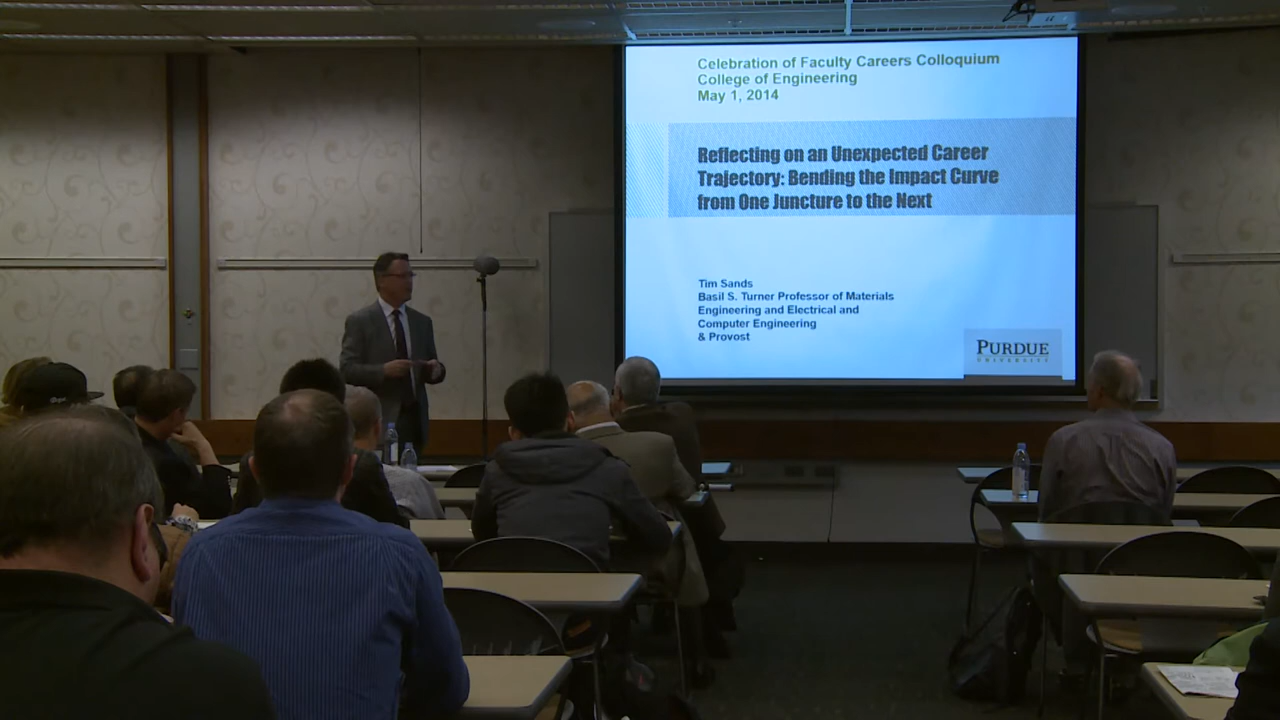 Celebration of Faculty Careers Colloquium
College of Engineering
May 1, 2014
Reflecting on an Unexpected Career
Trajectory: Bending the Impact Curve
from One Juncture to the Next
Tim Sands
Basil S. Turner Professor of Materials
Engineering and Electrical and
Computer Engineering
& Provost
PURDUE
UNIVERSITY